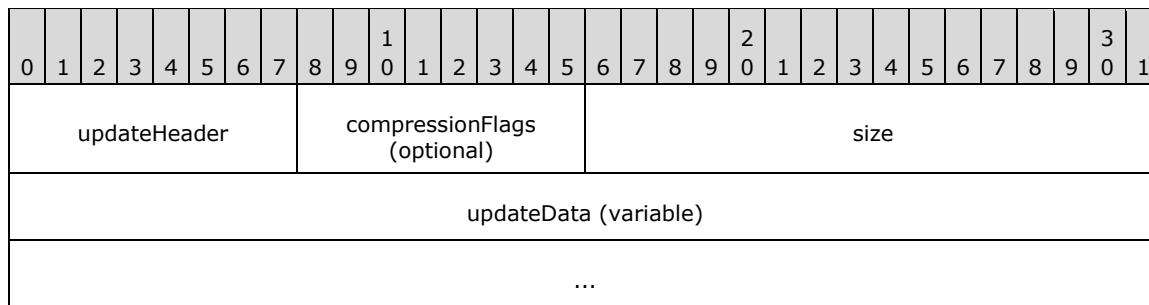 1 2 3
0 1 2 3 4 5 6 7 8 9 0 1 2 3 4 5 6 7 8 9 0 1 2 3 4 5 6 7 8 9 0 1
updateHeader compressionFlags size
(optional)
updateData (variable)
...